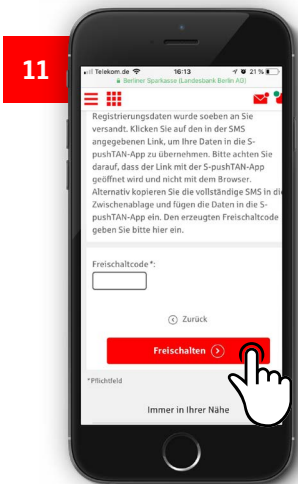 11
Telekom.de 16:13 21 %
Berliner Sparkasse (Landesbank Berlin AG)
Registrierungsdaten wurde soeben an Sie
versandt. Klicken Sie auf den in der SMS
angegebenen Link, um Ihre Daten in die S-
pushTAN-App zu übernehmen. Bitte achten Sie
darauf, dass der Link mit der S-pushTAN-App
geöffnet wird und nicht mit dem Browser.
Alternativ kopieren Sie die vollständige SMS in die
Zwischenablage und fügen die Daten in die S-
pushTAN-App ein. Den erzeugten Freischaltcode
geben Sie bitte hier ein.
Freischaltcode*:
Zurück
Freischalten
*Pflichtfeld
Immer in Ihrer Nähe